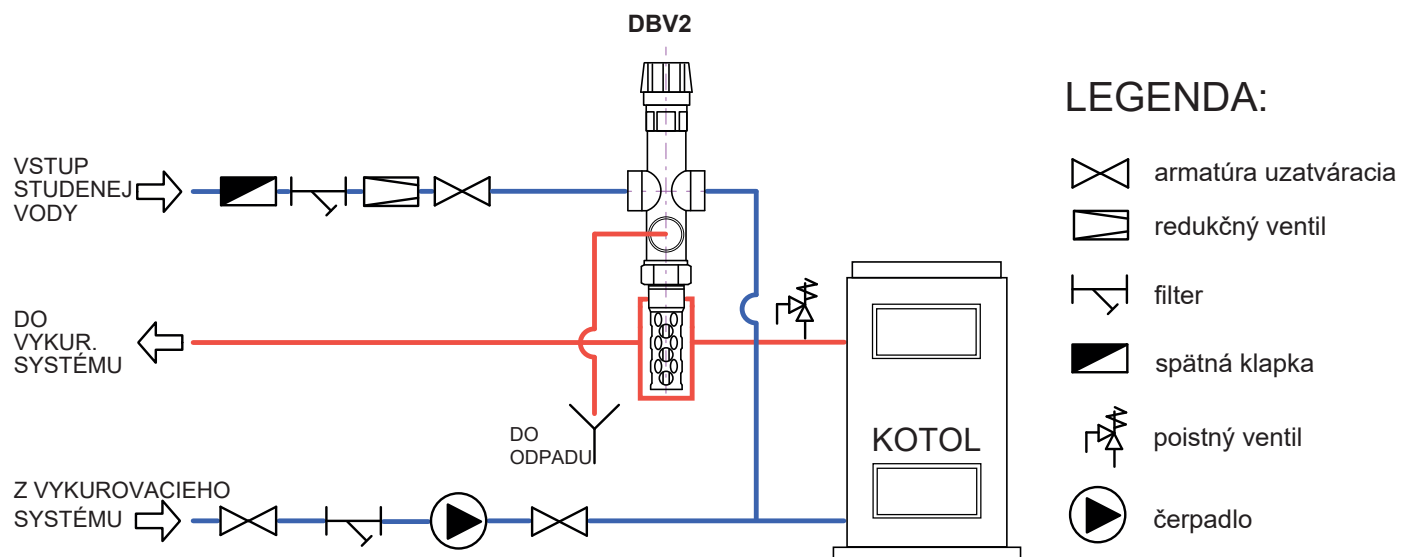 DBV2
VSTUP
STUDENEJ
VODY
DO
VYKUR.
SYSTÉMU
DO
ODPADU
Z VYKUROVACIEHO
SYSTÉMU
KOTOL
LEGENDA:
armatúra uzatváracia
redukčný ventil
filter
spätná klapka
poistný ventil
čerpadlo